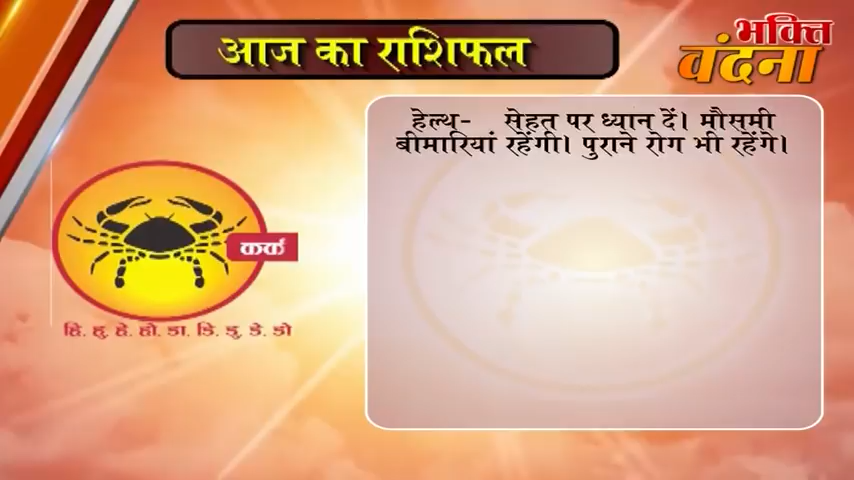 आज का राशिफल
भक्ति
वंदना
हेल्थ-    सेहत पर ध्यान दें। मौसमी
बीमारियां रहेंगी। पुराने रोग भी रहेंगे।
कर्क
हि. हु. हे. हो. डा. डि. डु. डे. डो